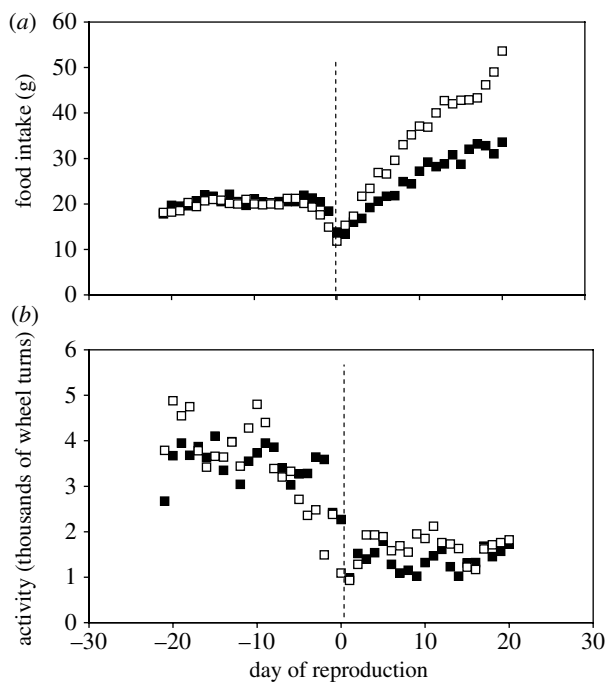 (a)
food intake (g)
60
50
40
30
20
10
0
(b)
activity (thousands of wheel turns)
6
5
4
3
2
1
0
–30 –20 –10 0 10 20 30
day of reproduction